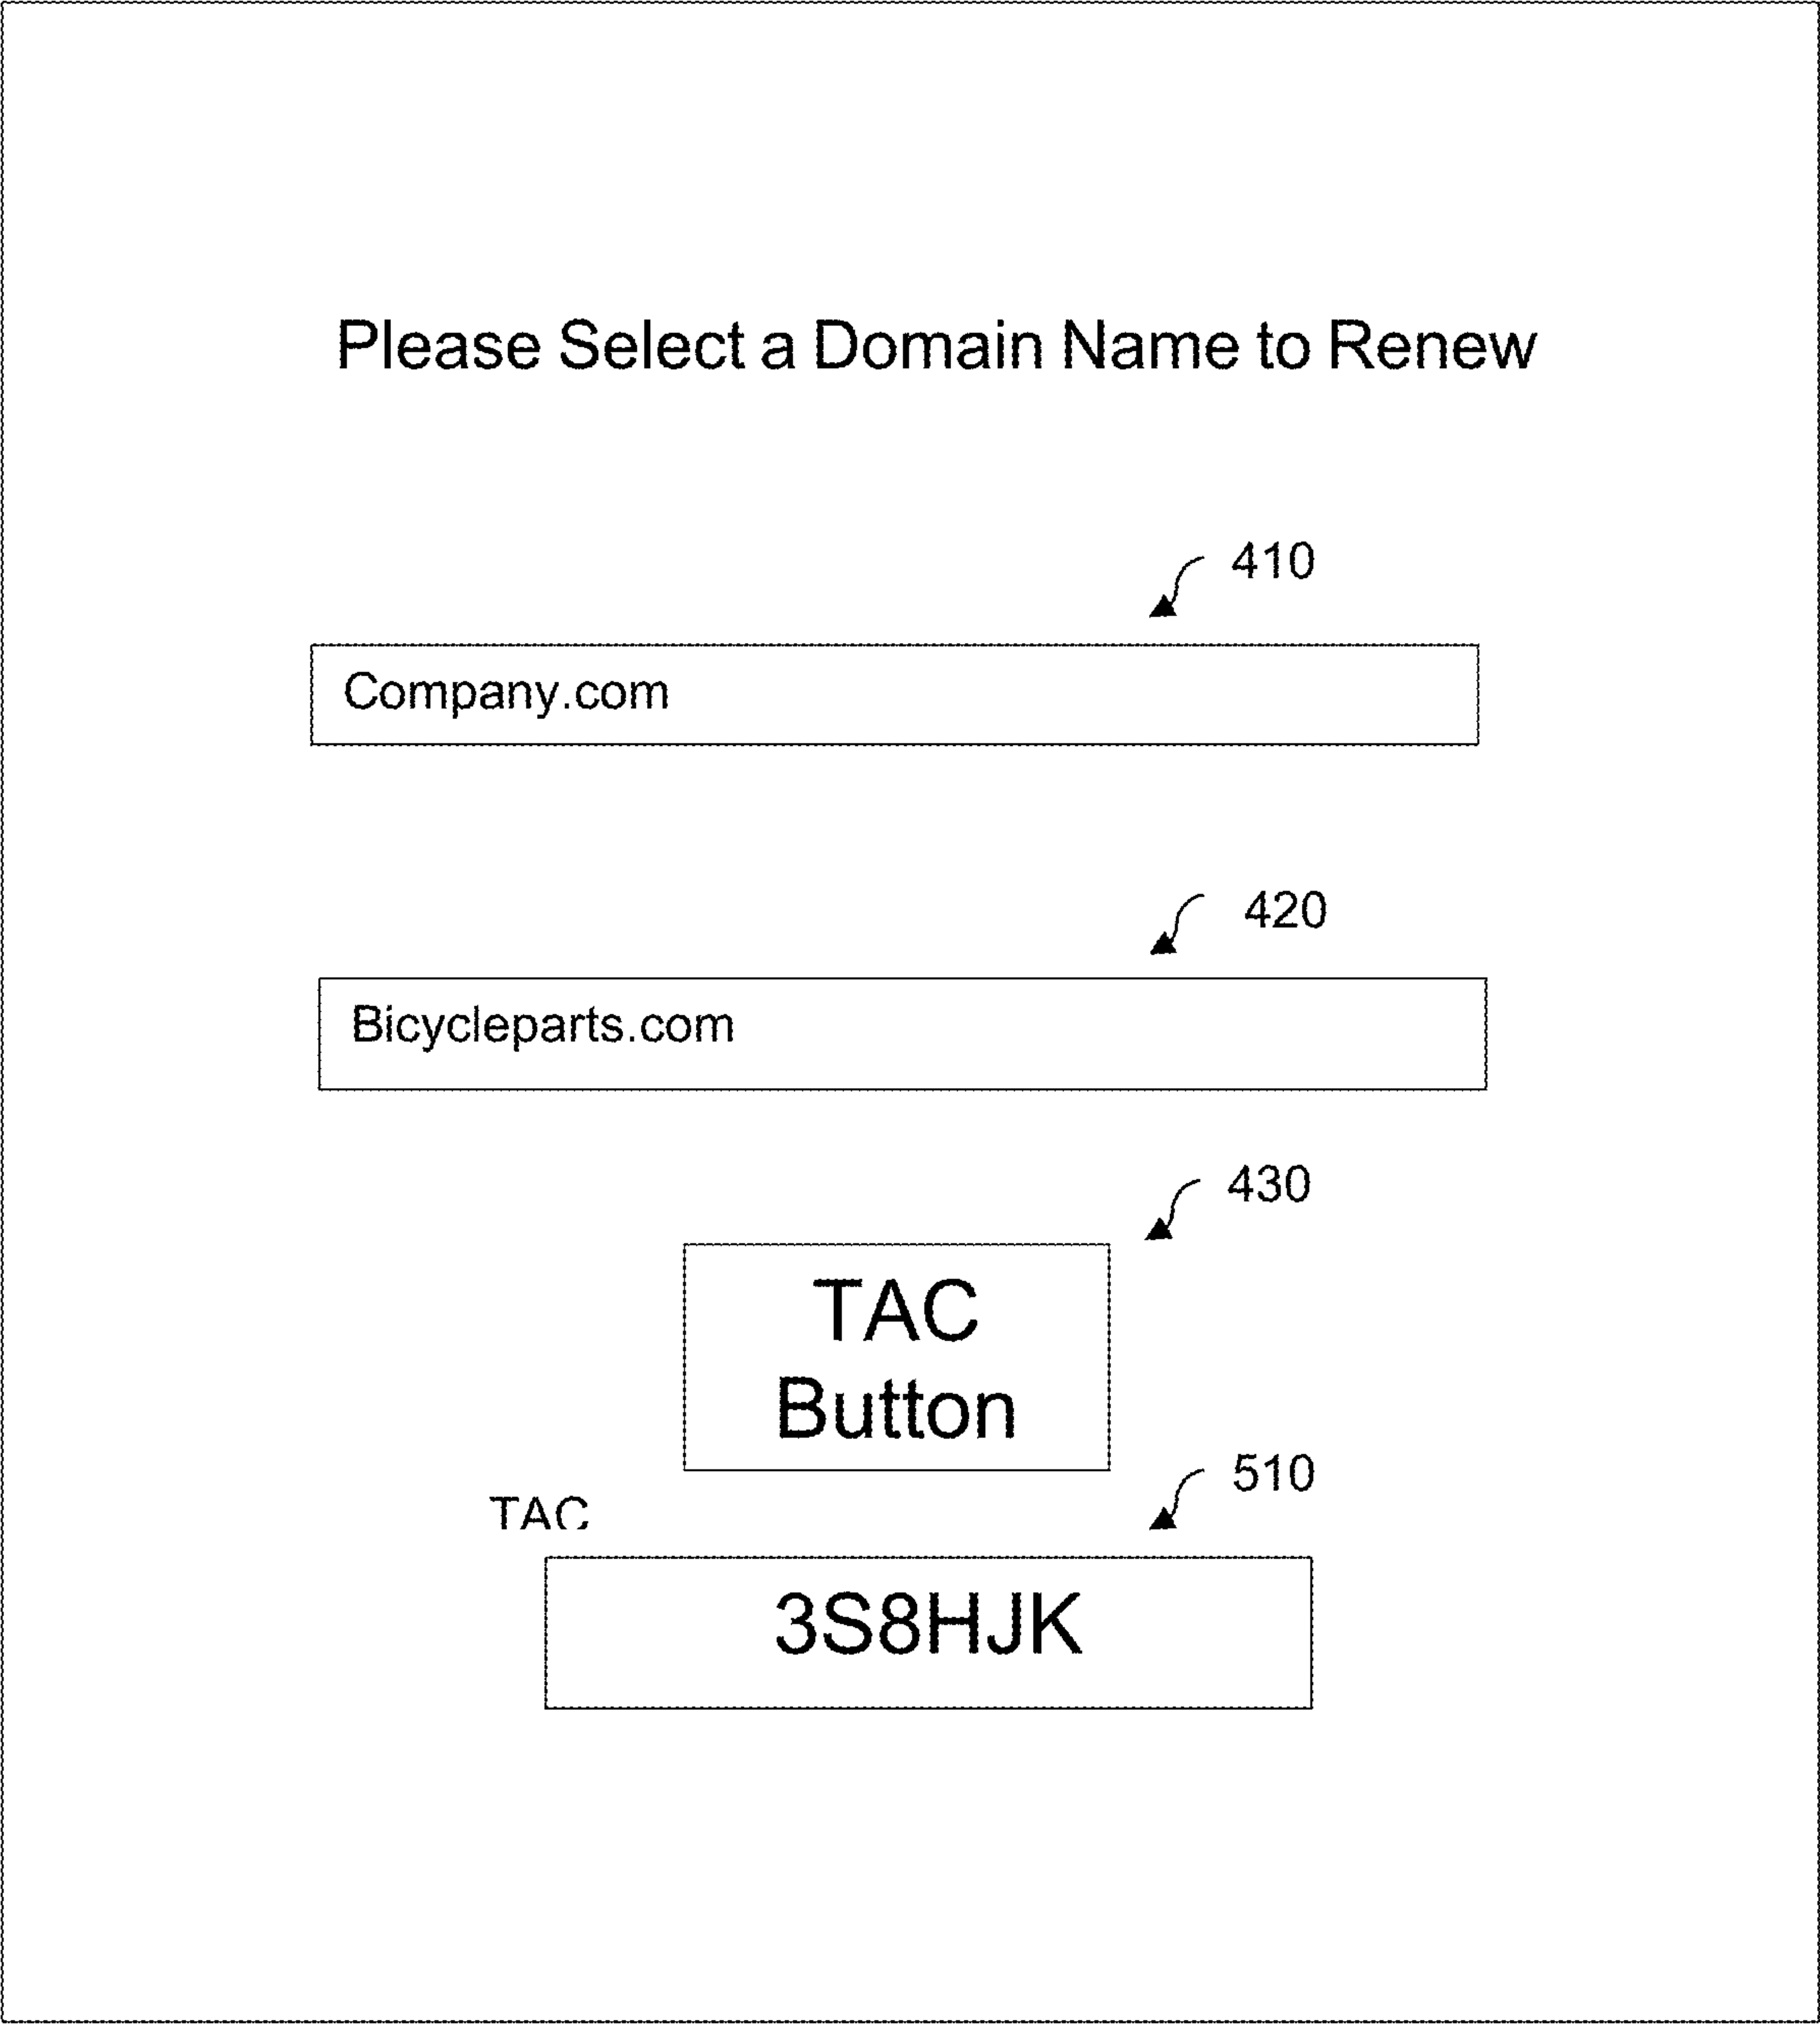 Please Select a Domain Name to Renew
410
Company.com
420
Bicycleparts.com
430
TAC
Button
510
TAC
3S8HJK